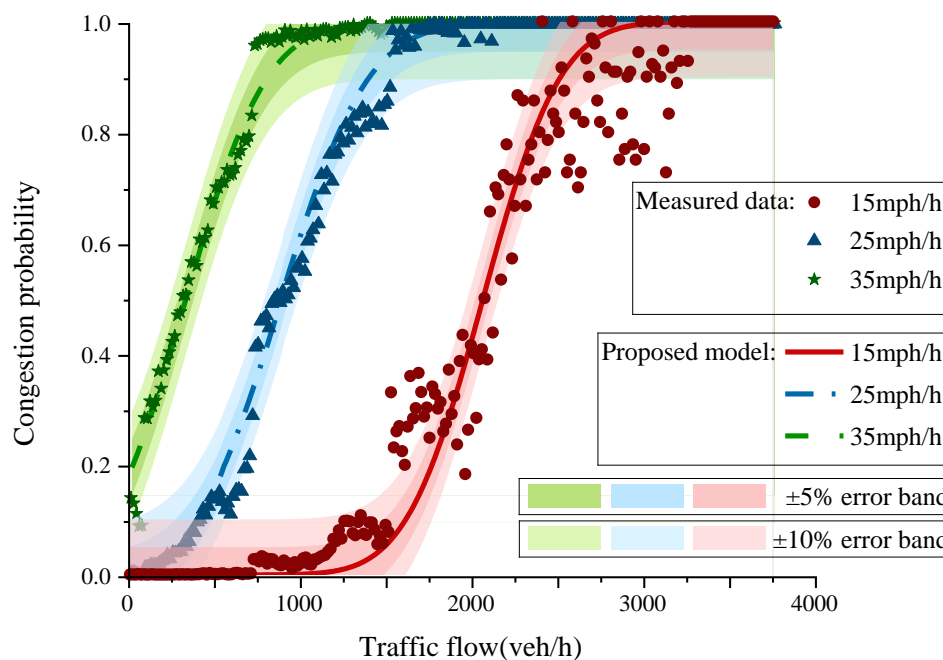 1.0
0.8
0.6
0.4
0.2
0.0
Congestion probability
0
1000
2000
3000
4000
Traffic flow(veh/h)
Measured data:
15mph/h
25mph/h
35mph/h
Proposed model:
15mph/h
25mph/h
35mph/h
±5% error band
±10% error band